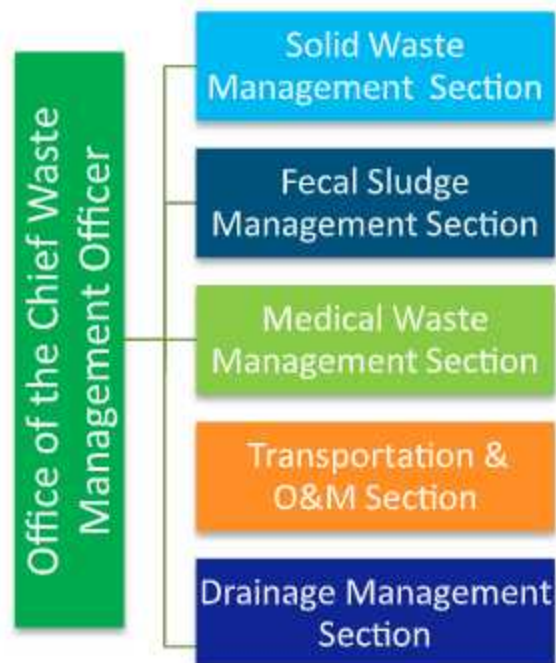 Office of the Chief Waste
Management Officer
Solid Waste
Management Section
Fecal Sludge
Management Section
Medical Waste
Management Section
Transportation &
O&M Section
Drainage Management
Section